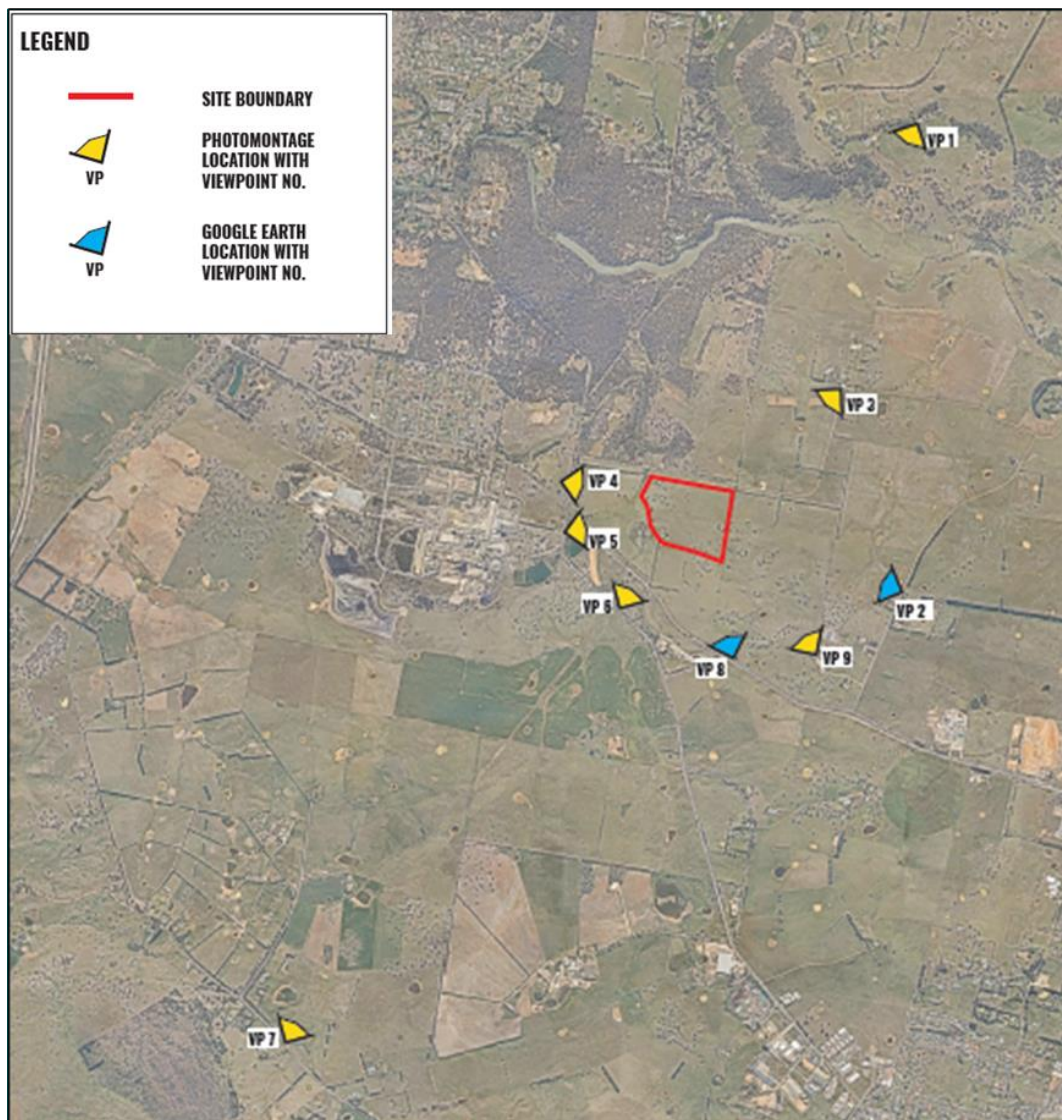 LEGEND
SITE BOUNDARY
PHOTOMONTAGE
LOCATION WITH
VIEWPOINT NO.
VP
GOOGLE EARTH
LOCATION WITH
VIEWPOINT NO.
VP
VP 1
VP 3
VP 4
VP 5
VP 6
VP 2
VP 8
VP 9
VP 7